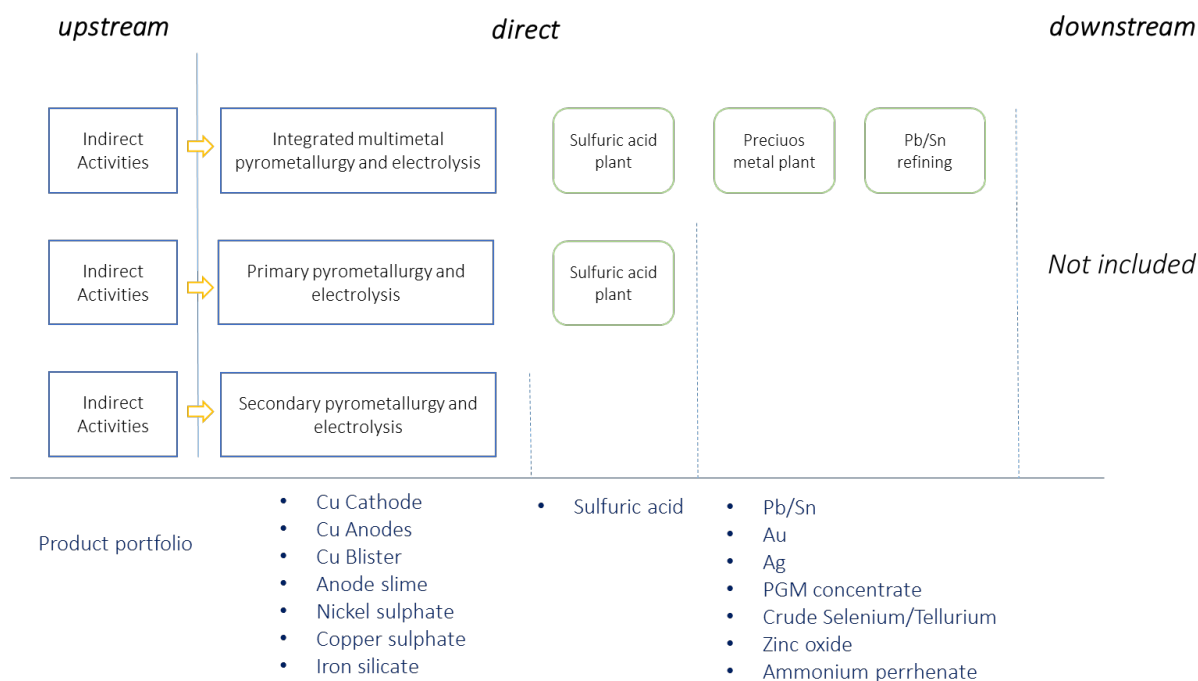 upstream
direct
downstream
Indirect
Activities
Integrated multimetal
pyrometallurgy and electrolysis
Sulfuric acid
plant
Preciuos
metal plant
Pb/Sn
refining
Indirect
Activities
Primary pyrometallurgy and
electrolysis
Sulfuric acid
plant
Not included
Indirect
Activities
Secondary pyrometallurgy and
electrolysis
Product portfolio
• Cu Cathode
• Cu Anodes
• Cu Blister
• Anode slime
• Nickel sulphate
• Copper sulphate
• Iron silicate
• Sulfuric acid
• Pb/Sn
• Au
• Ag
• PGM concentrate
• Crude Selenium/Tellurium
• Zinc oxide
• Ammonium perrhenate